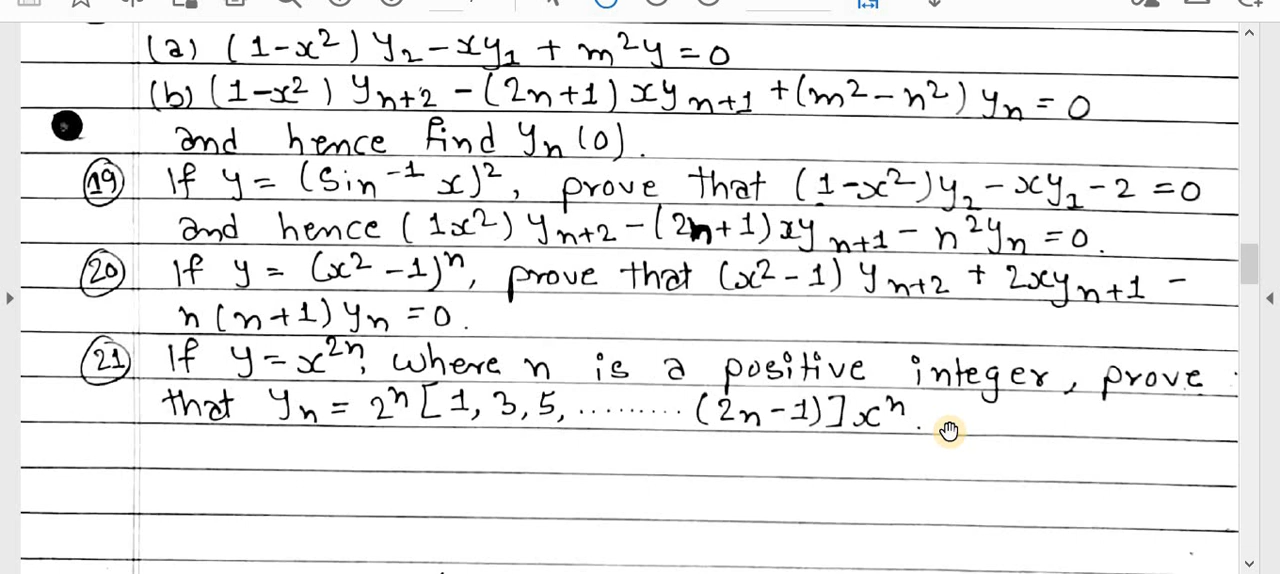 (a) (1-x²) y₂ - xy₁ + m²y = 0
(b) (1-x²) yₙ₊₂ - (2n+1) xyₙ₊₁ + (m² - n²) yₙ = 0
and hence find yₙ (0).
(19) If y = (Sin⁻¹ x)², prove that (1-x²)y₂ - xy₁ - 2 = 0
and hence (1x²) yₙ₊₂ - (2n+1) xyₙ₊₁ - n²yₙ = 0.
(20) If y = (x² - 1)ⁿ, prove that (x² - 1) yₙ₊₂ + 2xyₙ₊₁ -
n (n+1) yₙ = 0.
(21) If y = x²ⁿ, where n is a positive integer, prove
that yₙ = 2ⁿ [1, 3, 5, ......... (2n-1)] xⁿ.